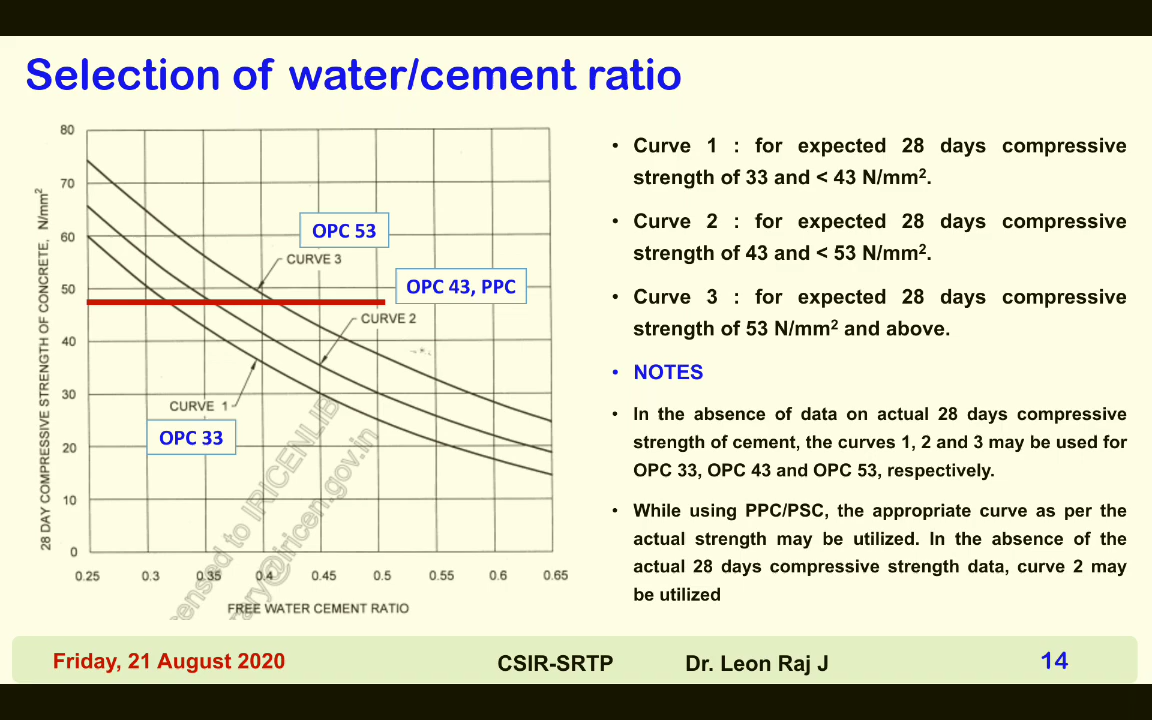 Selection of water/cement ratio
80
70
60
50
40
30
20
10
0
28 DAY COMPRESSIVE STRENGTH OF CONCRETE, N/mm²
OPC 53
CURVE 3
OPC 43, PPC
CURVE 2
CURVE 1
OPC 33
0.25 0.3 0.35 0.4 0.45 0.5 0.55 0.6 0.65
FREE WATER CEMENT RATIO
ensed to IRICENLIB
ary@iricen.gov.in
• Curve 1 : for expected 28 days compressive
strength of 33 and < 43 N/mm².
• Curve 2 : for expected 28 days compressive
strength of 43 and < 53 N/mm².
• Curve 3 : for expected 28 days compressive
strength of 53 N/mm² and above.
• NOTES
• In the absence of data on actual 28 days compressive
strength of cement, the curves 1, 2 and 3 may be used for
OPC 33, OPC 43 and OPC 53, respectively.
• While using PPC/PSC, the appropriate curve as per the
actual strength may be utilized. In the absence of the
actual 28 days compressive strength data, curve 2 may
be utilized
Friday, 21 August 2020 CSIR-SRTP Dr. Leon Raj J 14